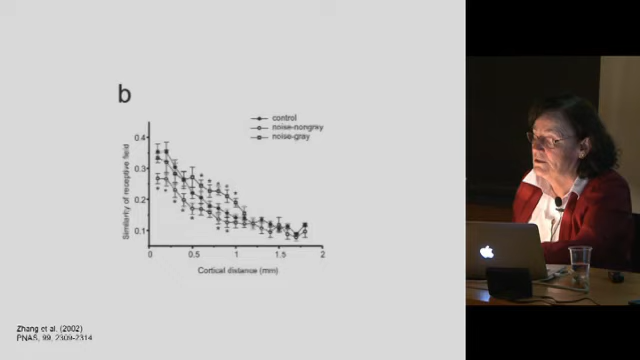 b
control
noise-nongray
noise-gray
Similarity of receptive field
0.4
0.3
0.2
0.1
0
0.5
1
1.5
2
Cortical distance (mm)
Zhang et al. (2002)
PNAS, 99, 2309-2314